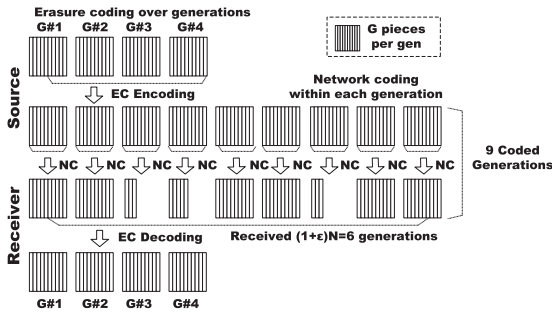 Erasure coding over generations
G#1 G#2 G#3 G#4
G pieces
per gen
Source
EC Encoding
Network coding
within each generation
9 Coded
Generations
NC NC NC NC NC NC NC NC NC
Receiver
EC Decoding
Received (1+ε)N=6 generations
G#1 G#2 G#3 G#4